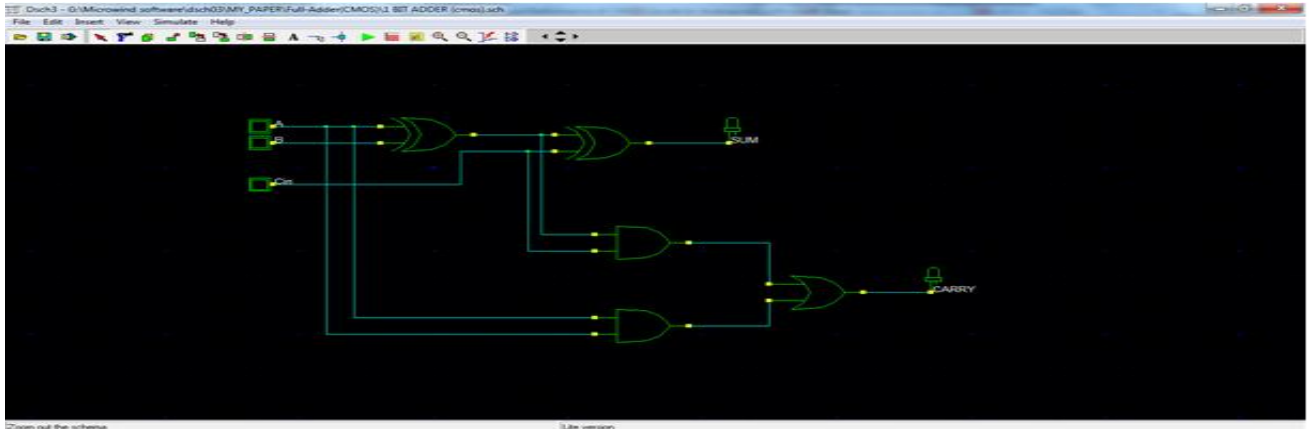 Dsch3 - G:\Microwind software\dsch03\MY_PAPER\Full-Adder(CMOS)\1 BIT ADDER (cmos).sch
File Edit Insert View Simulate Help
A
A
B
SUM
Cin
CARRY
Zoom out the schema
Lite version